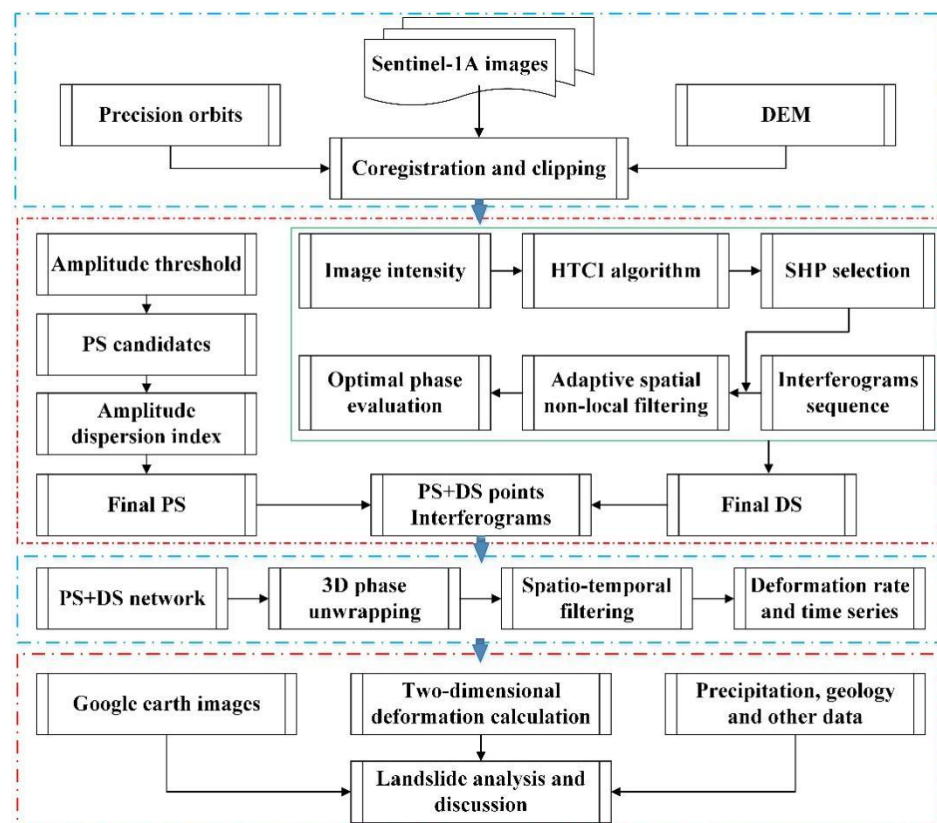 Sentinel-1A images
Precision orbits
DEM
Coregistration and clipping
Amplitude threshold
PS candidates
Amplitude
dispersion index
Final PS
Image intensity
HTCI algorithm
SHP selection
Optimal phase
evaluation
Adaptive spatial
non-local filtering
Interferograms
sequence
PS+DS points
Interferograms
Final DS
PS+DS network
3D phase
unwrapping
Spatio-temporal
filtering
Deformation rate
and time series
Google earth images
Two-dimensional
deformation calculation
Precipitation, geology
and other data
Landslide analysis and
discussion